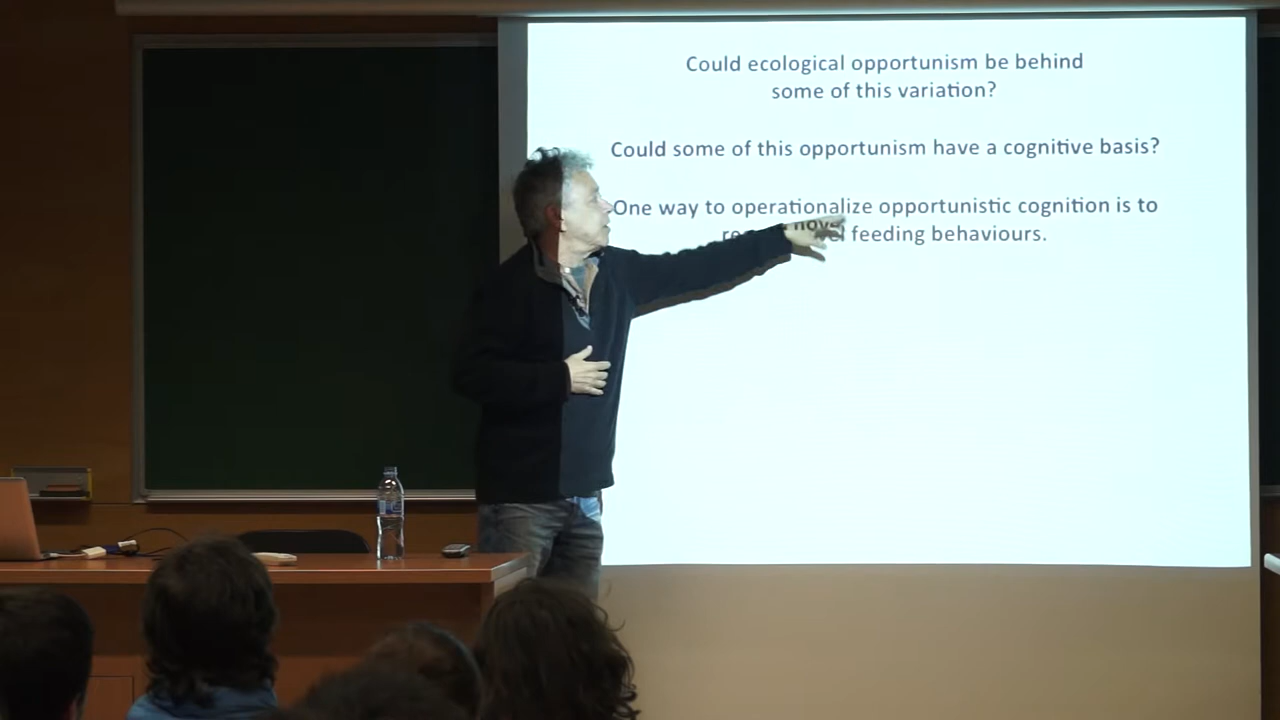 Could ecological opportunism be behind
some of this variation?
Could some of this opportunism have a cognitive basis?
One way to operationalize opportunistic cognition is to
novel feeding behaviours.